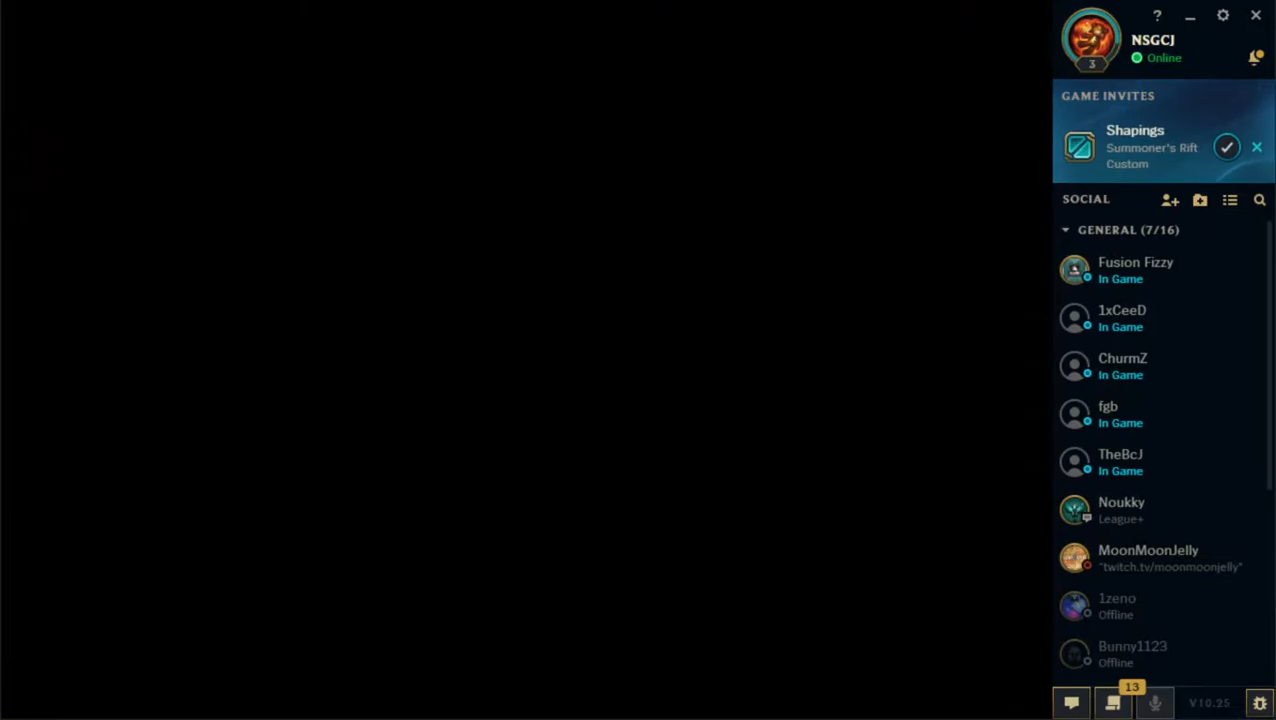 NSGCJ
3
Online
GAME INVITES
Shapings
Summoner's Rift
Custom
SOCIAL
GENERAL (7/16)
Fusion Fizzy
In Game
1xCeeD
In Game
ChurmZ
In Game
fgb
In Game
TheBcJ
In Game
Noukky
League+
MoonMoonJelly
"twitch.tv/moonmoonjelly"
1zeno
Offline
Bunny1123
Offline
13
V10.25